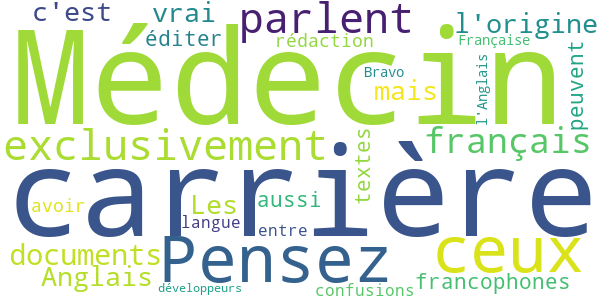 c'est vrai parlent l'origine
éditer rédaction Française
Médecin
Bravo mais l'Anglais peuvent
exclusivement textes français
carrière
avoir Les aussi
langue entre
documents Pensez ceux
Anglais francophones
développeurs confusions